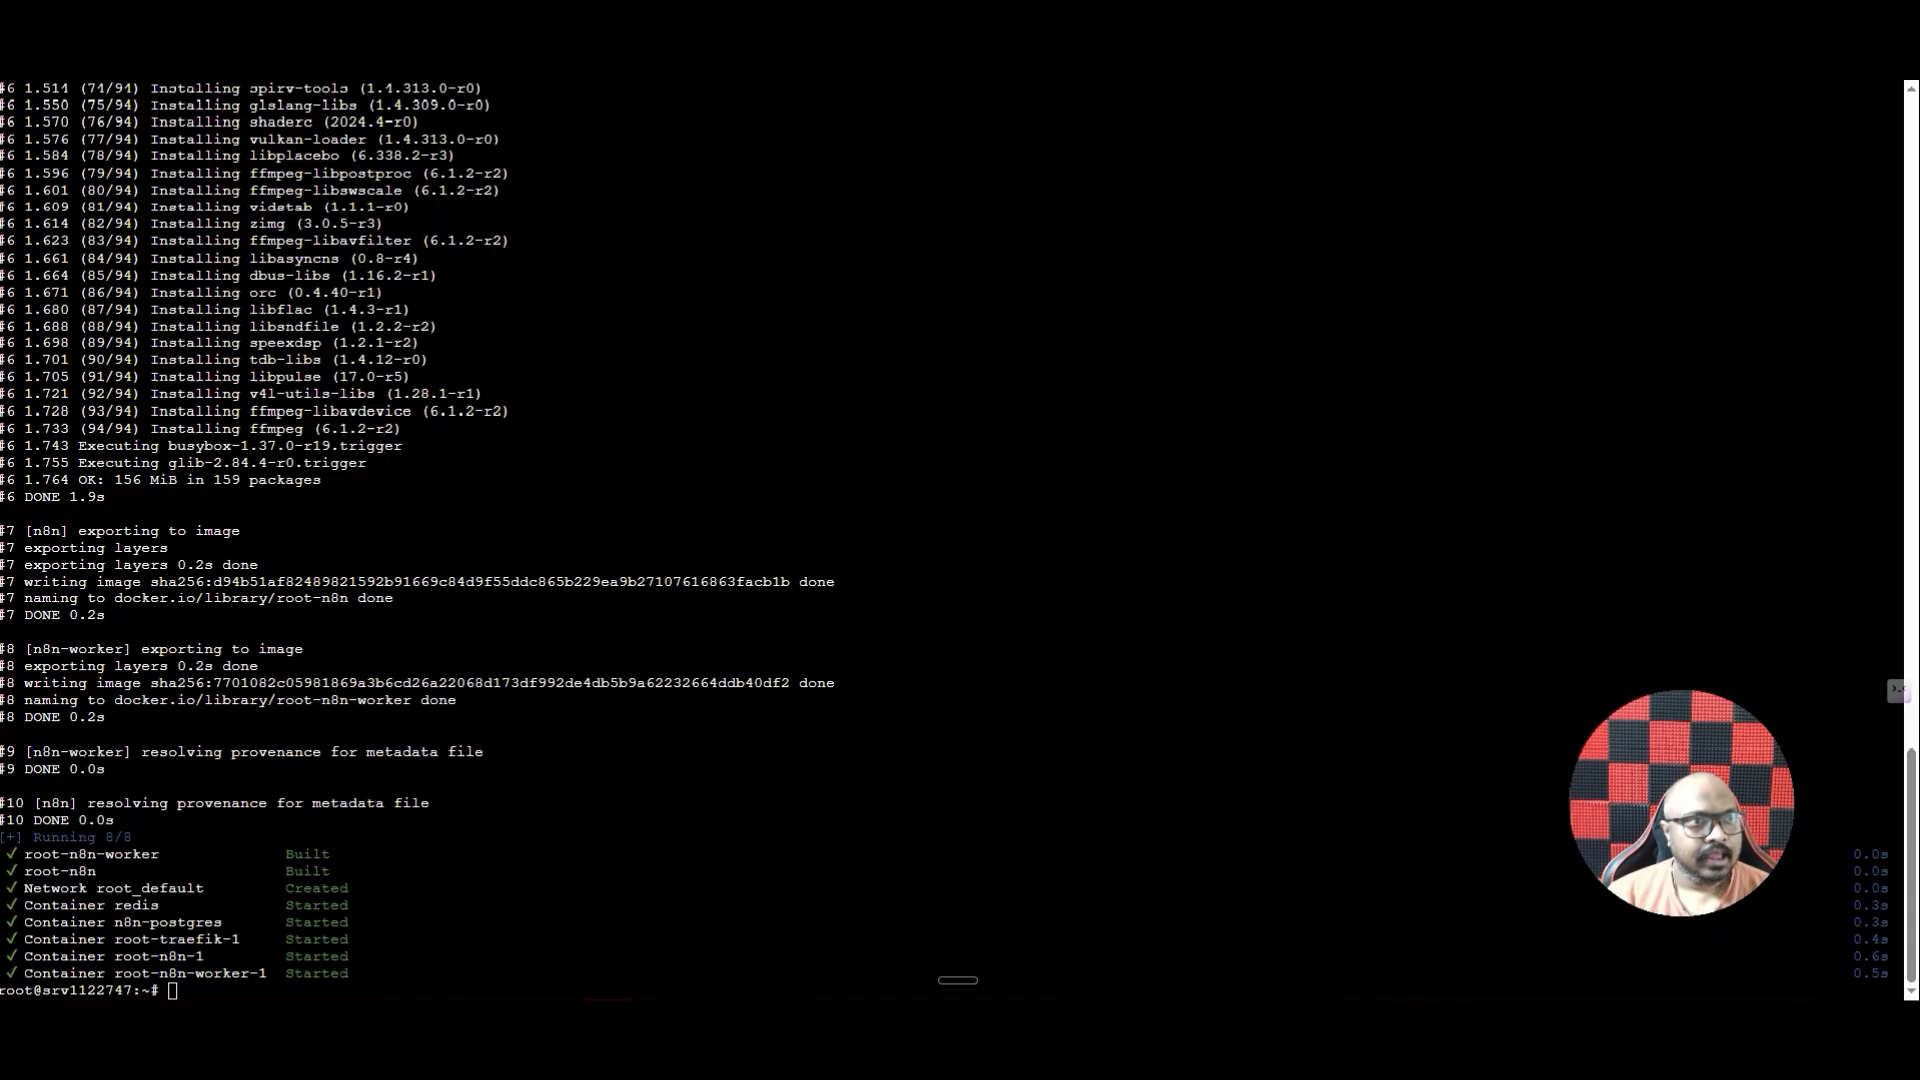 #6 1.514 (74/94) Installing spirv-tools (1.4.313.0-r0)
#6 1.550 (75/94) Installing glslang-libs (1.4.309.0-r0)
#6 1.570 (76/94) Installing shaderc (2024.4-r0)
#6 1.576 (77/94) Installing vulkan-loader (1.4.313.0-r0)
#6 1.584 (78/94) Installing libplacebo (6.338.2-r3)
#6 1.596 (79/94) Installing ffmpeg-libpostproc (6.1.2-r2)
#6 1.601 (80/94) Installing ffmpeg-libswscale (6.1.2-r2)
#6 1.609 (81/94) Installing vidstab (1.1.1-r0)
#6 1.614 (82/94) Installing zimg (3.0.5-r3)
#6 1.623 (83/94) Installing ffmpeg-libavfilter (6.1.2-r2)
#6 1.661 (84/94) Installing libasyncns (0.8-r4)
#6 1.664 (85/94) Installing dbus-libs (1.16.2-r1)
#6 1.671 (86/94) Installing orc (0.4.40-r1)
#6 1.680 (87/94) Installing libflac (1.4.3-r1)
#6 1.688 (88/94) Installing libsndfile (1.2.2-r2)
#6 1.698 (89/94) Installing speexdsp (1.2.1-r2)
#6 1.701 (90/94) Installing tdb-libs (1.4.12-r0)
#6 1.705 (91/94) Installing libpulse (17.0-r5)
#6 1.721 (92/94) Installing v4l-utils-libs (1.28.1-r1)
#6 1.728 (93/94) Installing ffmpeg-libavdevice (6.1.2-r2)
#6 1.733 (94/94) Installing ffmpeg (6.1.2-r2)
#6 1.743 Executing busybox-1.37.0-r19.trigger
#6 1.755 Executing glib-2.84.4-r0.trigger
#6 1.764 OK: 156 MiB in 159 packages
#6 DONE 1.9s
#7 [n8n] exporting to image
#7 exporting layers
#7 exporting layers 0.2s done
#7 writing image sha256:d94b51af82489821592b91669c84d9f55ddc865b229ea9b27107616863facb1b done
#7 naming to docker.io/library/root-n8n done
#7 DONE 0.2s
#8 [n8n-worker] exporting to image
#8 exporting layers 0.2s done
#8 writing image sha256:7701082c05981869a3b6cd26a22068d173df992de4db5b9a62232664ddb40df2 done
#8 naming to docker.io/library/root-n8n-worker done
#8 DONE 0.2s
#9 [n8n-worker] resolving provenance for metadata file
#9 DONE 0.0s
#10 [n8n] resolving provenance for metadata file
#10 DONE 0.0s
[+] Running 8/8
✓ root-n8n-worker Built 0.0s
✓ root-n8n Built 0.0s
✓ Network root_default Created 0.0s
✓ Container redis Started 0.3s
✓ Container n8n-postgres Started 0.3s
✓ Container root-traefik-1 Started 0.4s
✓ Container root-n8n-1 Started 0.6s
✓ Container root-n8n-worker-1 Started 0.5s
root@srv1122747:~#